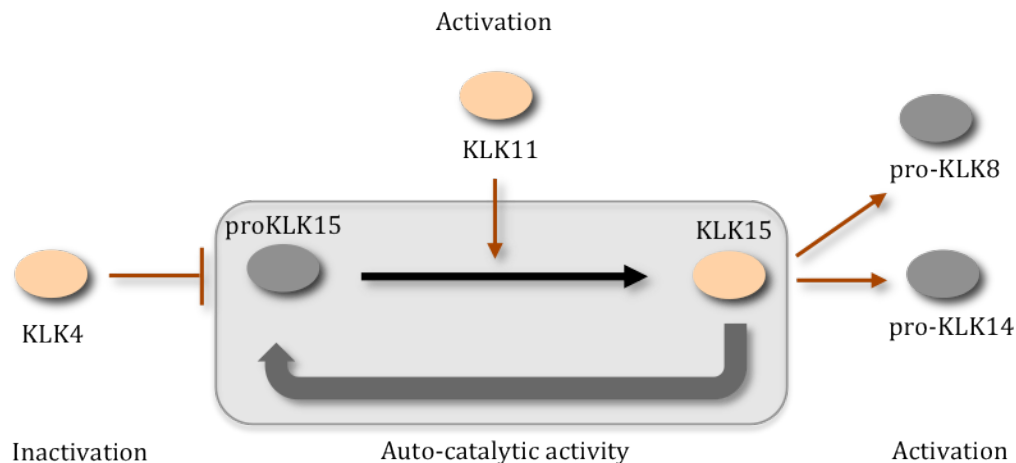 Activation
KLK11
pro-KLK8
proKLK15
KLK15
KLK4
pro-KLK14
Inactivation
Auto-catalytic activity
Activation